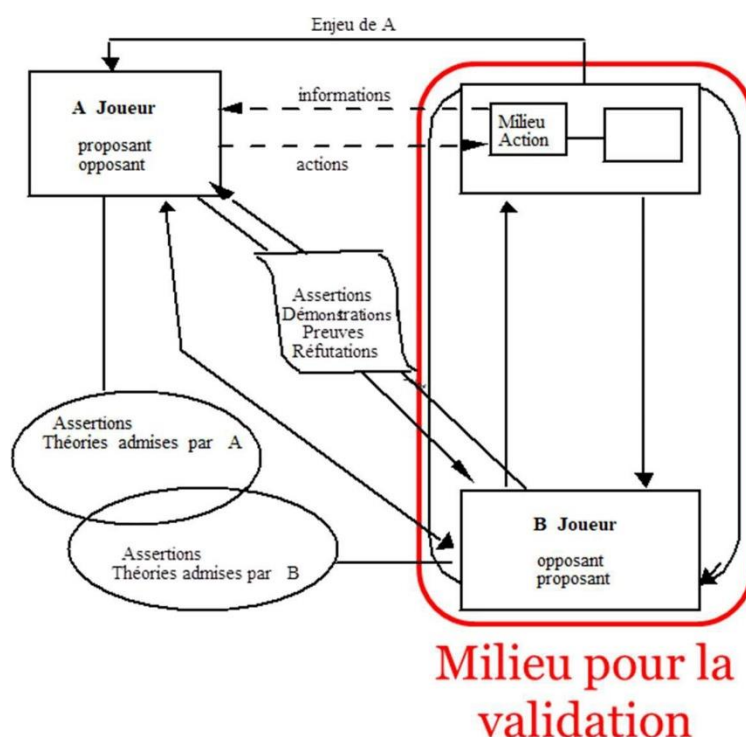 Enjeu de A
A Joueur
proposant
opposant
informations
actions
Milieu
Action
Assertions
Démonstrations
Preuves
Réfutations
Assertions
Théories admises par A
Assertions
Théories admises par B
B Joueur
opposant
proposant
Milieu pour la
validation